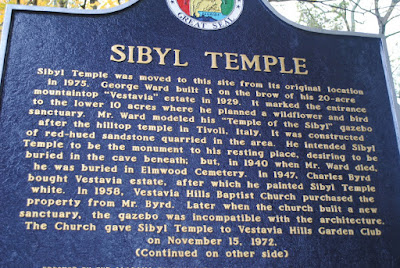 GREAT SEAL
SIBYL TEMPLE
Sibyl Temple was moved to this site from its original location
in 1975. George Ward built it on the brow of his 20-acre
mountaintop "Vestavia" estate in 1929. It marked the entrance
to the lower 10 acres where he planned a wildflower and bird
sanctuary. Mr. Ward modeled his "Temple of the Sibyl" gazebo
after the hilltop temple in Tivoli, Italy. It was constructed
of red-hued sandstone quarried in the area. He intended Sibyl
Temple to be the monument to his resting place, desiring to be
buried in the cave beneath; but, in 1940 when Mr. Ward died,
he was buried in Elmwood Cemetery. In 1947, Charles Byrd
bought Vestavia estate, after which he painted Sibyl Temple
white. In 1958, Vestavia Hills Baptist Church purchased the
property from Mr. Byrd. Later when the church built a new
sanctuary, the gazebo was incompatible with the architecture.
The Church gave Sibyl Temple to Vestavia Hills Garden Club
on November 15, 1972.
(Continued on other side)